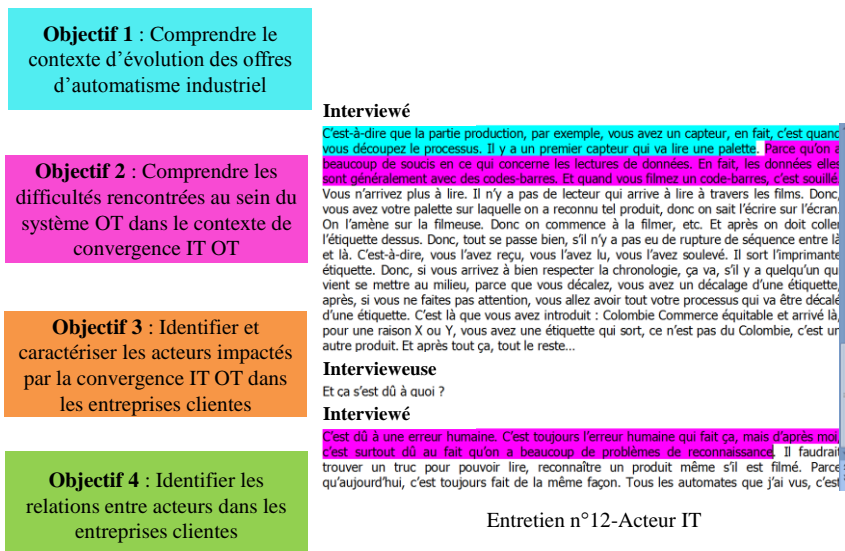 Objectif 1 : Comprendre le
contexte d’évolution des offres
d’automatisme industriel
Objectif 2 : Comprendre les
difficultés rencontrées au sein du
système OT dans le contexte de
convergence IT OT
Objectif 3 : Identifier et
caractériser les acteurs impactés
par la convergence IT OT dans
les entreprises clientes
Objectif 4 : Identifier les
relations entre acteurs dans les
entreprises clientes
Interviewé
C’est-à-dire que la partie production, par exemple, vous avez un capteur, en fait, c’est quand
vous découpez le processus. Il y a un premier capteur qui va lire une palette. Parce qu’on a
beaucoup de soucis en ce qui concerne les lectures de données. En fait, les données elles
sont généralement avec des codes-barres. Et quand vous filmez un code-barres, c’est souillé.
Vous n’arrivez plus à lire. Il n’y a pas de lecteur qui arrive à lire à travers les films. Donc,
vous avez votre palette sur laquelle on a reconnu tel produit, donc on sait l’écrire sur l’écran.
On l’amène sur la filmeuse. Donc on commence à la filmer, etc. Et après on doit coller
l’étiquette dessus. Donc, tout se passe bien, s’il n’y a pas eu de rupture de séquence entre là
et là. C’est-à-dire, vous l’avez reçu, vous l’avez lu, vous l’avez soulevé. Il sort l’imprimante
étiquette. Donc, si vous arrivez à bien respecter la chronologie, ça va, s’il y a quelqu’un qui
vient se mettre au milieu, parce que vous décalez, vous avez un décalage d’une étiquette,
après, si vous ne faites pas attention, vous allez avoir tout votre processus qui va être décalé
d’une étiquette. C’est là que vous avez introduit : Colombie Commerce équitable et arrivé là,
pour une raison X ou Y, vous avez une étiquette qui sort, ce n’est pas du Colombie, c’est un
autre produit. Et après tout ça, tout le reste…
Intervieweuse
Et ça s’est dû à quoi ?
Interviewé
C’est dû à une erreur humaine. C’est toujours l’erreur humaine qui fait ça, mais d’après moi,
c’est surtout dû au fait qu’on a beaucoup de problèmes de reconnaissance. Il faudrait
trouver un truc pour pouvoir lire, reconnaître un produit même s’il est filmé. Parce
qu’aujourd’hui, c’est toujours fait de la même façon. Tous les automates que j’ai vus, c’est
Entretien n°12-Acteur IT